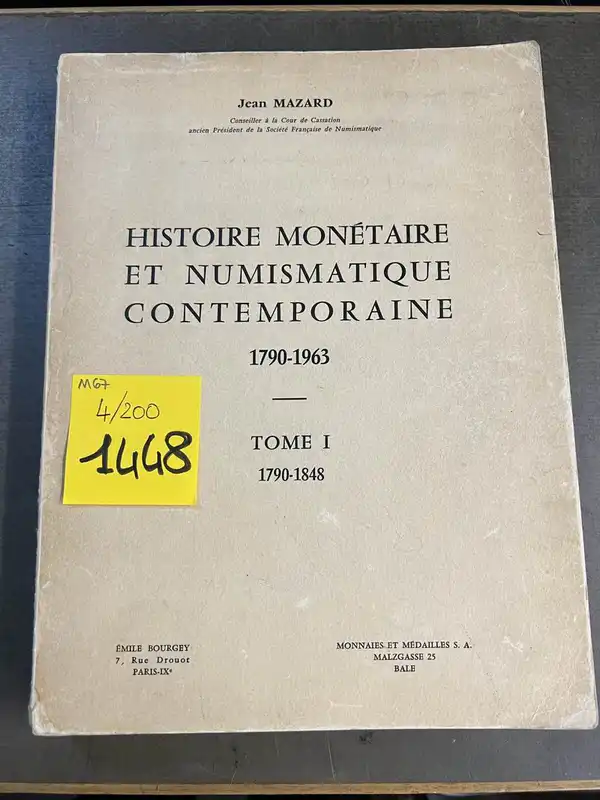 Jean MAZARD
Conseiller à la Cour de Cassation
ancien Président de la Société Française de Numismatique
HISTOIRE MONÉTAIRE
ET NUMISMATIQUE
CONTEMPORAINE
1790-1963
TOME I
1790-1848
M67
4/200
1448
ÉMILE BOURGEY
7, Rue Drouot
PARIS-IXe
MONNAIES ET MÉDAILLES S. A.
MALZGASSE 25
BALE